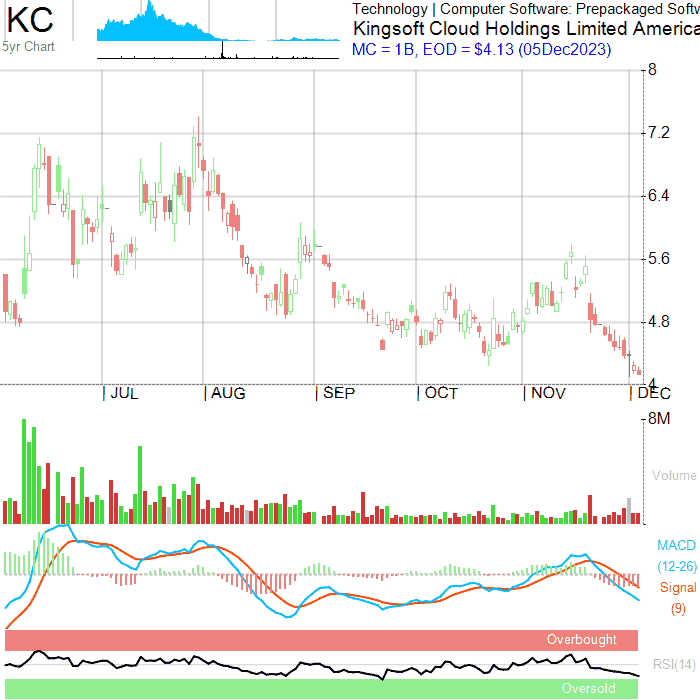 KC
5yr Chart
Technology | Computer Software: Prepackaged Softw
Kingsoft Cloud Holdings Limited America
MC = 1B, EOD = $4.13 (05Dec2023)
8
7.2
6.4
5.6
4.8
4
| JUL | AUG | SEP | OCT | NOV | DEC
8M
Volume
MACD
(12-26)
Signal
(9)
Overbought
RSI(14)
Oversold